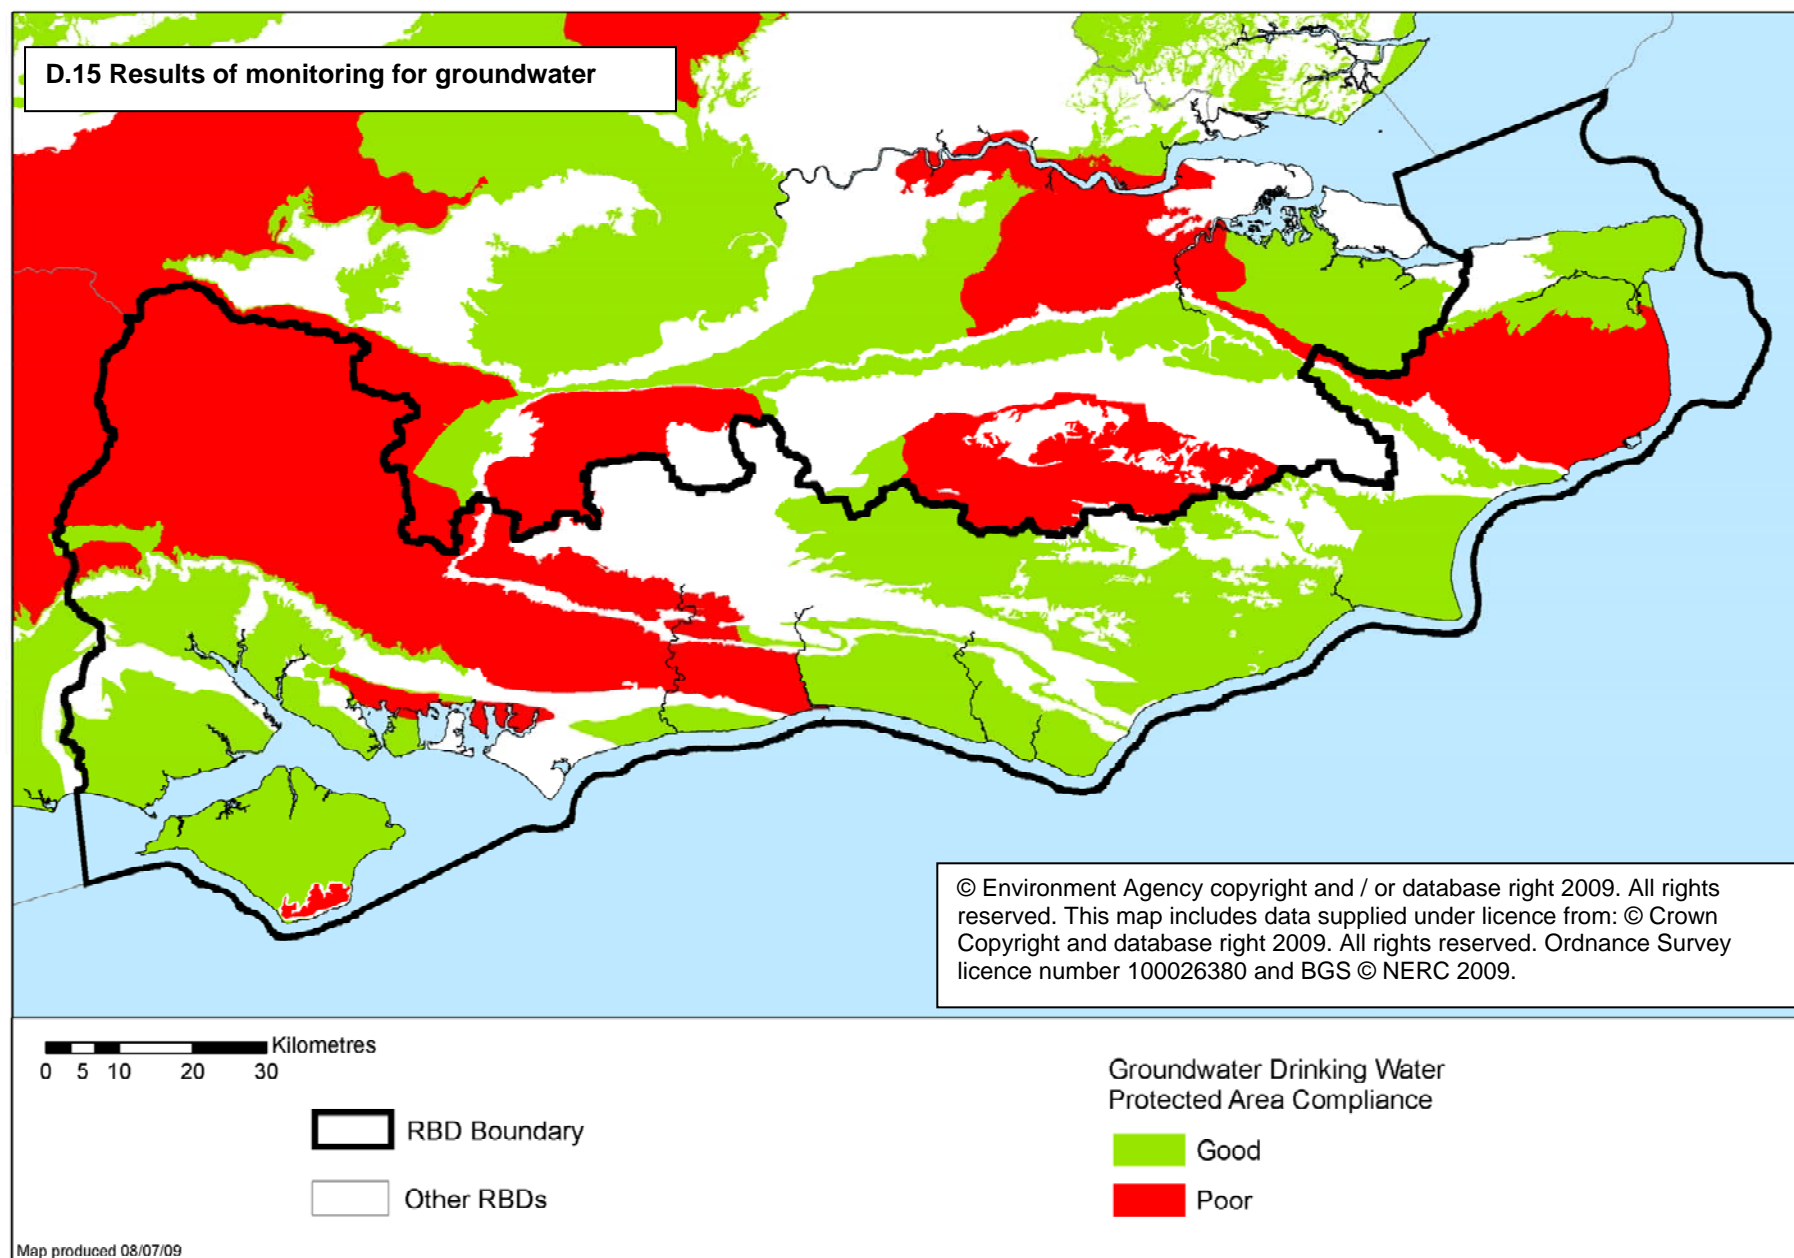 D.15 Results of monitoring for groundwater
© Environment Agency copyright and / or database right 2009. All rights
reserved. This map includes data supplied under licence from: © Crown
Copyright and database right 2009. All rights reserved. Ordnance Survey
licence number 100026380 and BGS © NERC 2009.
Kilometres
0 5 10 20 30
RBD Boundary
Other RBDs
Groundwater Drinking Water
Protected Area Compliance
Good
Poor
Map produced 08/07/09